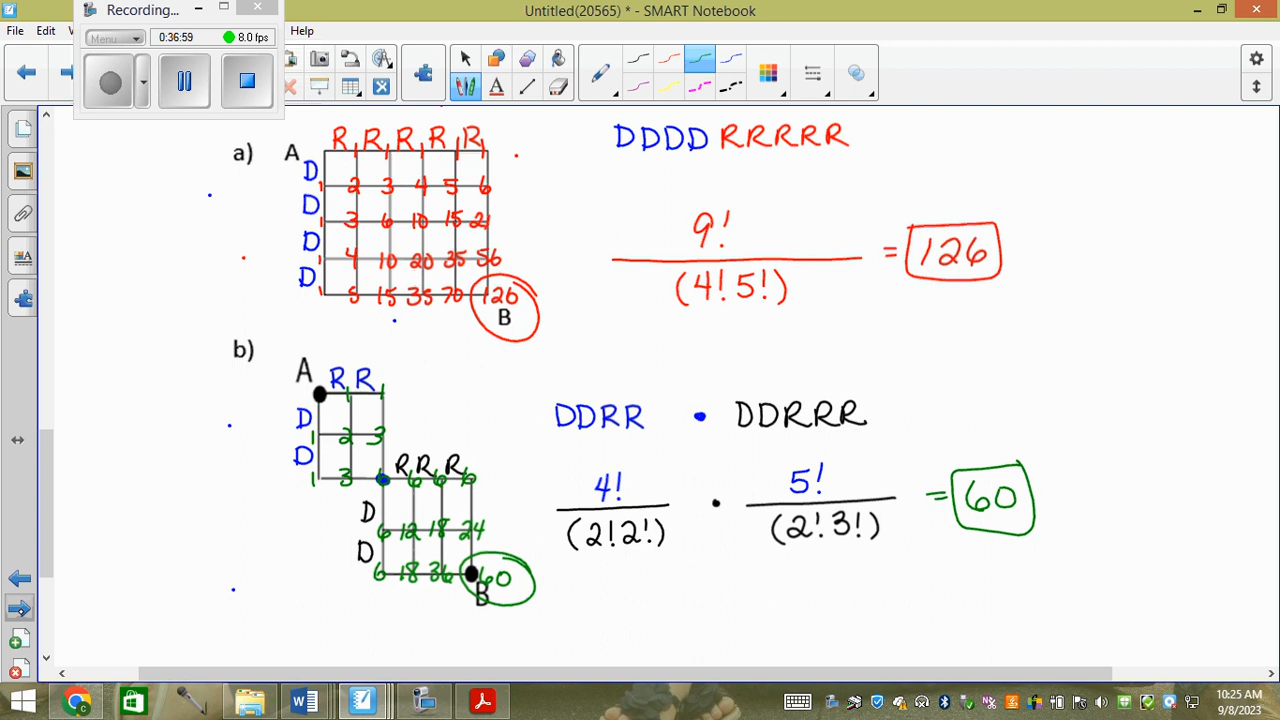 Recording...
Untitled(20565) * - SMART Notebook
Menu
0:36:59
8.0 fps
File
Help
a)
A
R R R R R
DDDD RRRRR
D
1 2 3 4 5 6
D
1 3 6 10 15 21
D
1 4 10 20 35 56
D
1 5 15 35 70 126
B
9!
(4!5!)
= 126
b)
A
R R
1 1
D
1 2 3
D
1 3 6 6 6 6
R R R
D
6 12 18 24
D
6 18 36 60
B
DDRR • DDRRR
4!
(2!2!)
•
5!
(2!3!)
= 60
10:25 AM
9/8/2023